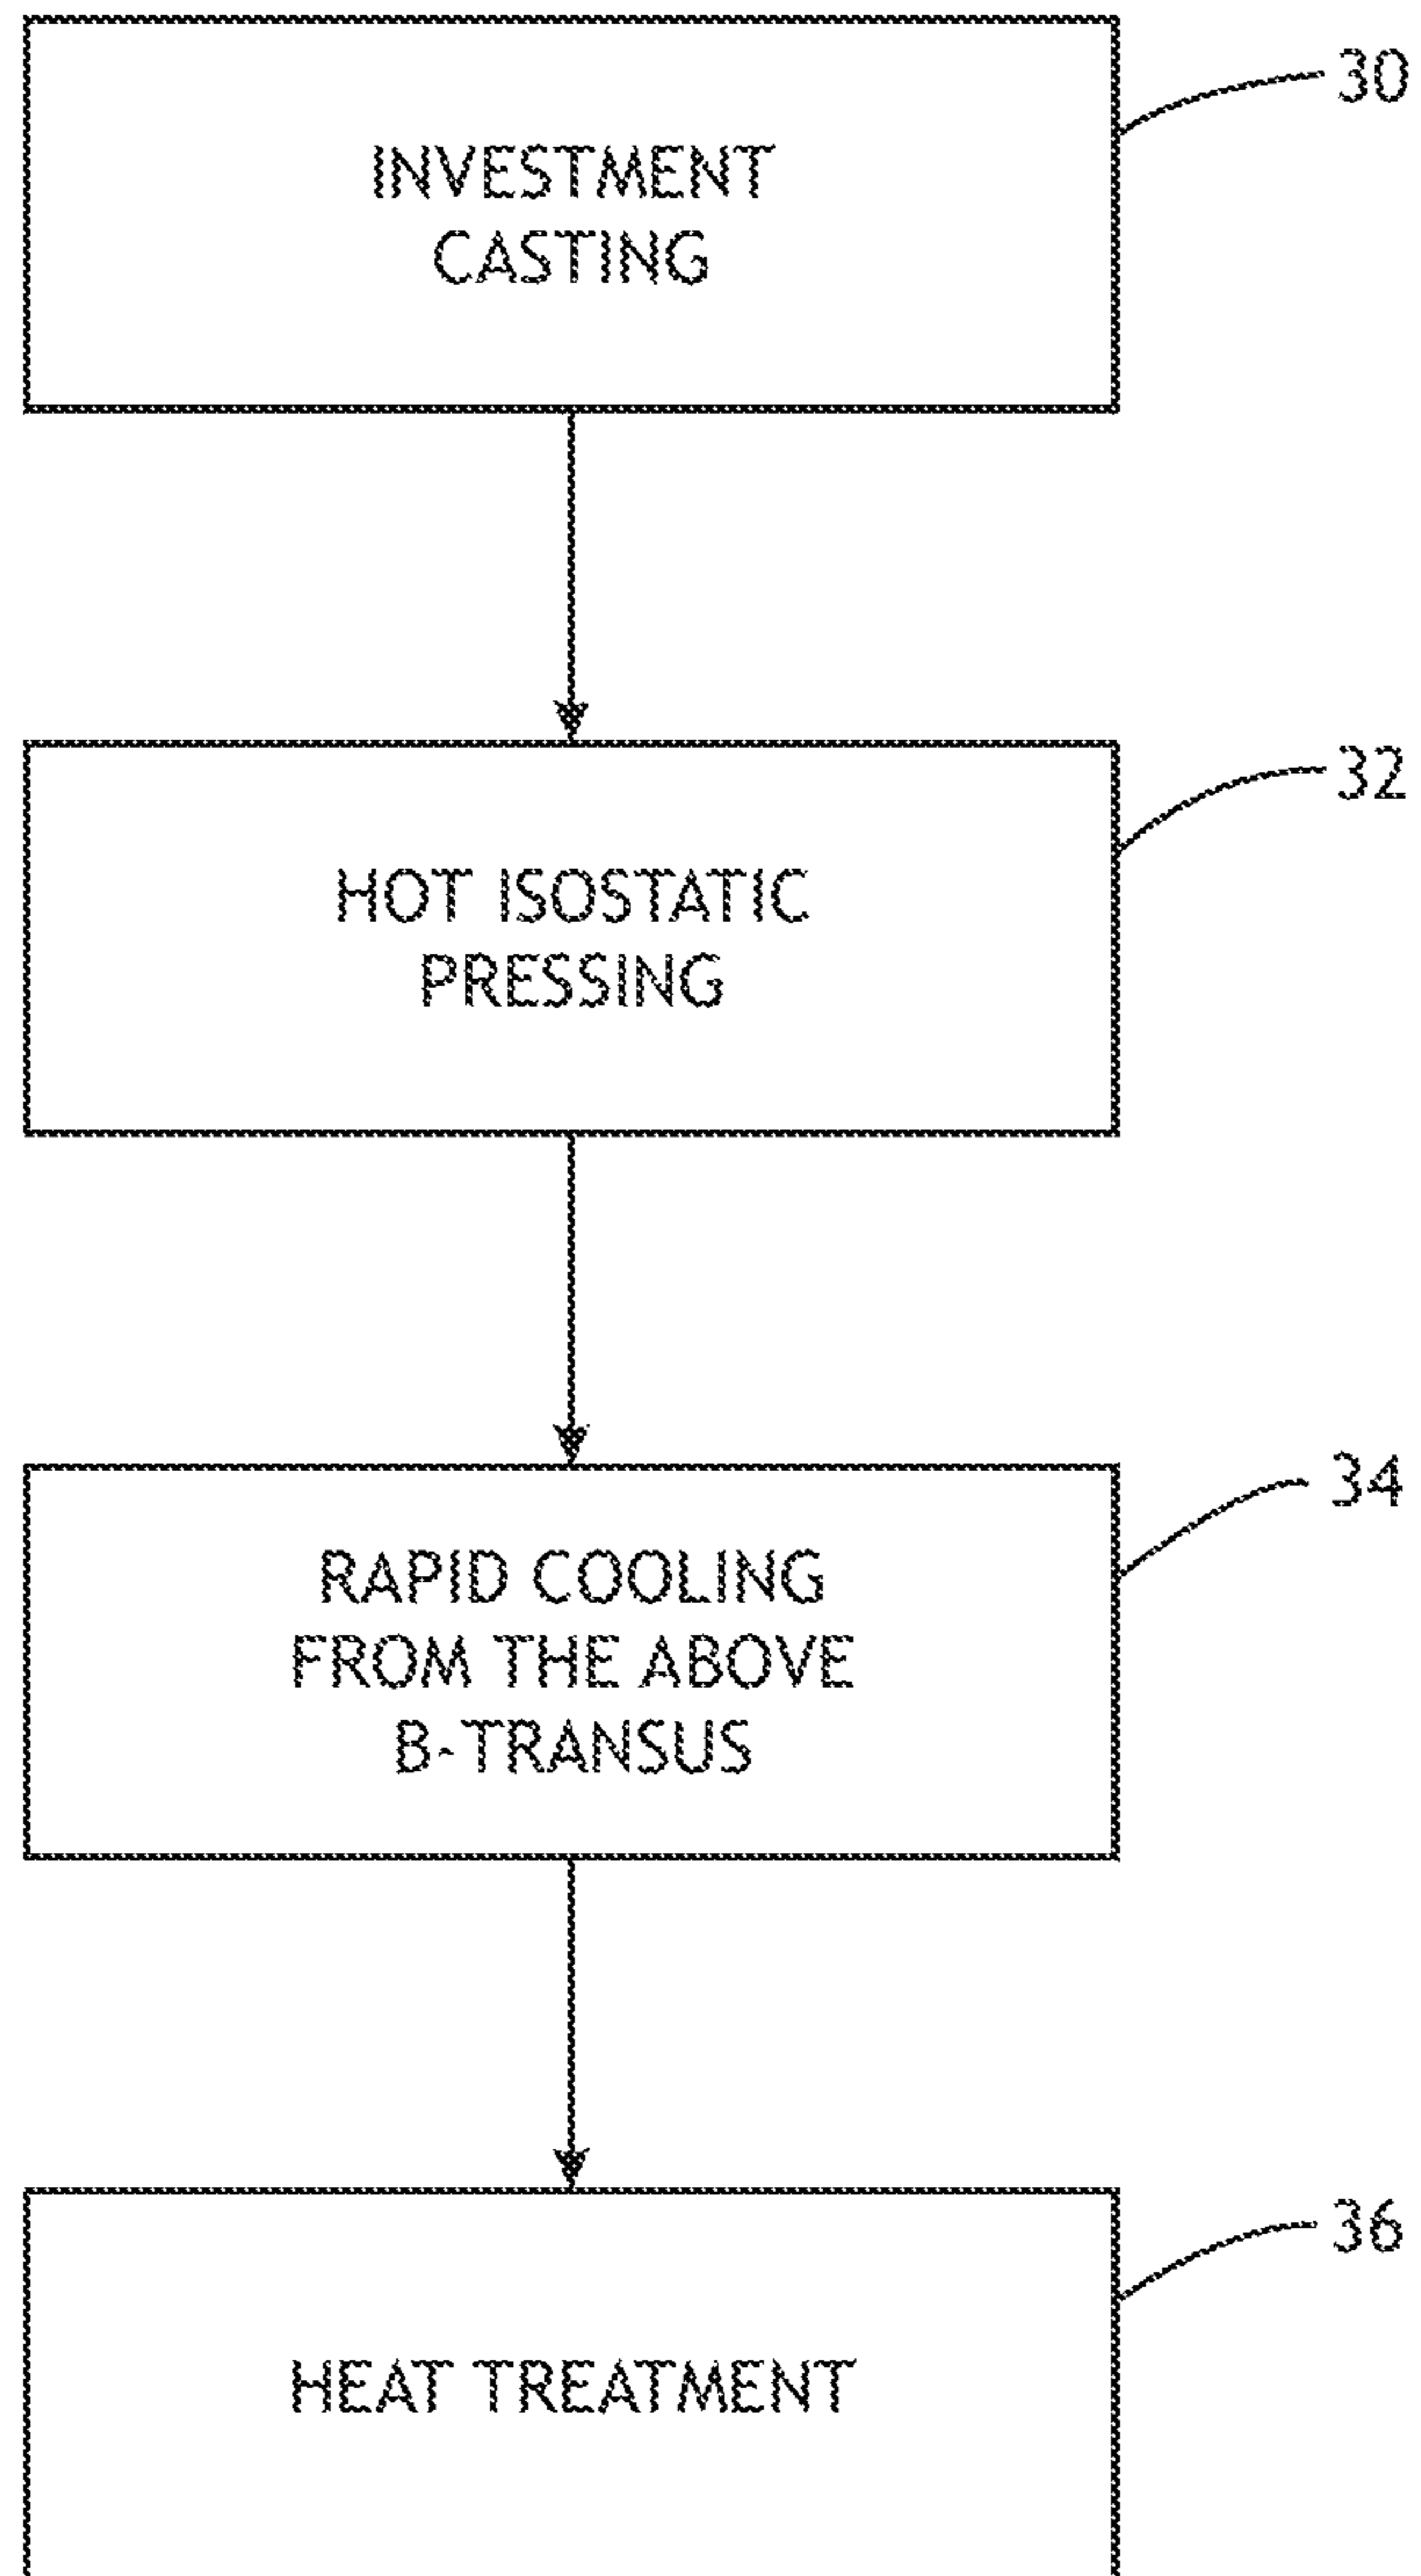 INVESTMENT
CASTING
30
HOT ISOSTATIC
PRESSING
32
RAPID COOLING
FROM THE ABOVE
B-TRANSUS
34
HEAT TREATMENT
36